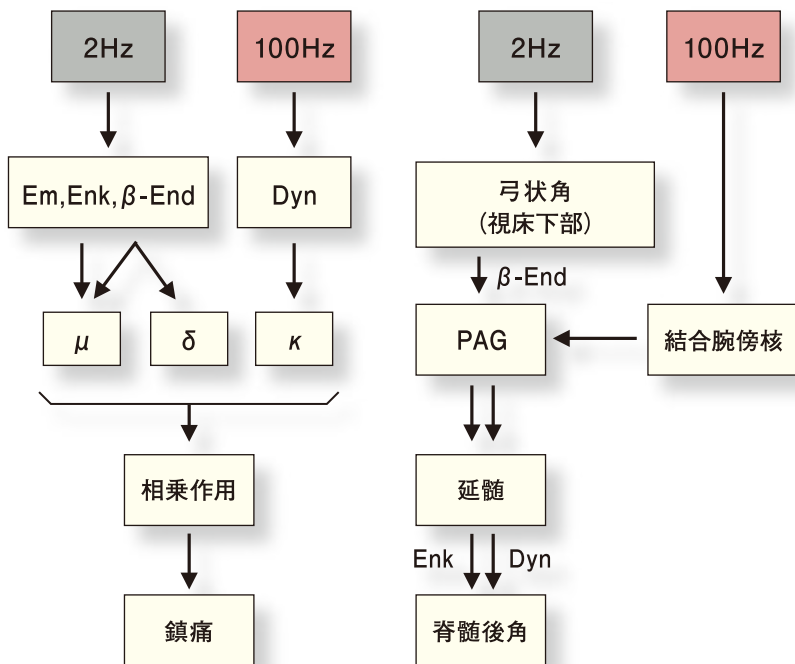 2Hz
100Hz
Em,Enk,β-End
Dyn
μ
δ
κ
相乗作用
鎮痛
2Hz
100Hz
弓状角
(視床下部)
β-End
PAG
結合腕傍核
延髄
Enk
Dyn
脊髄後角